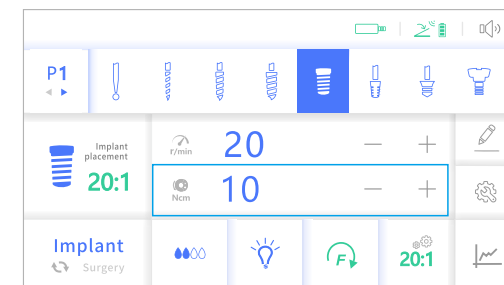 P1
Implant
placement
20:1
r/min
20
Ncm
10
Implant
Surgery
F
20:1